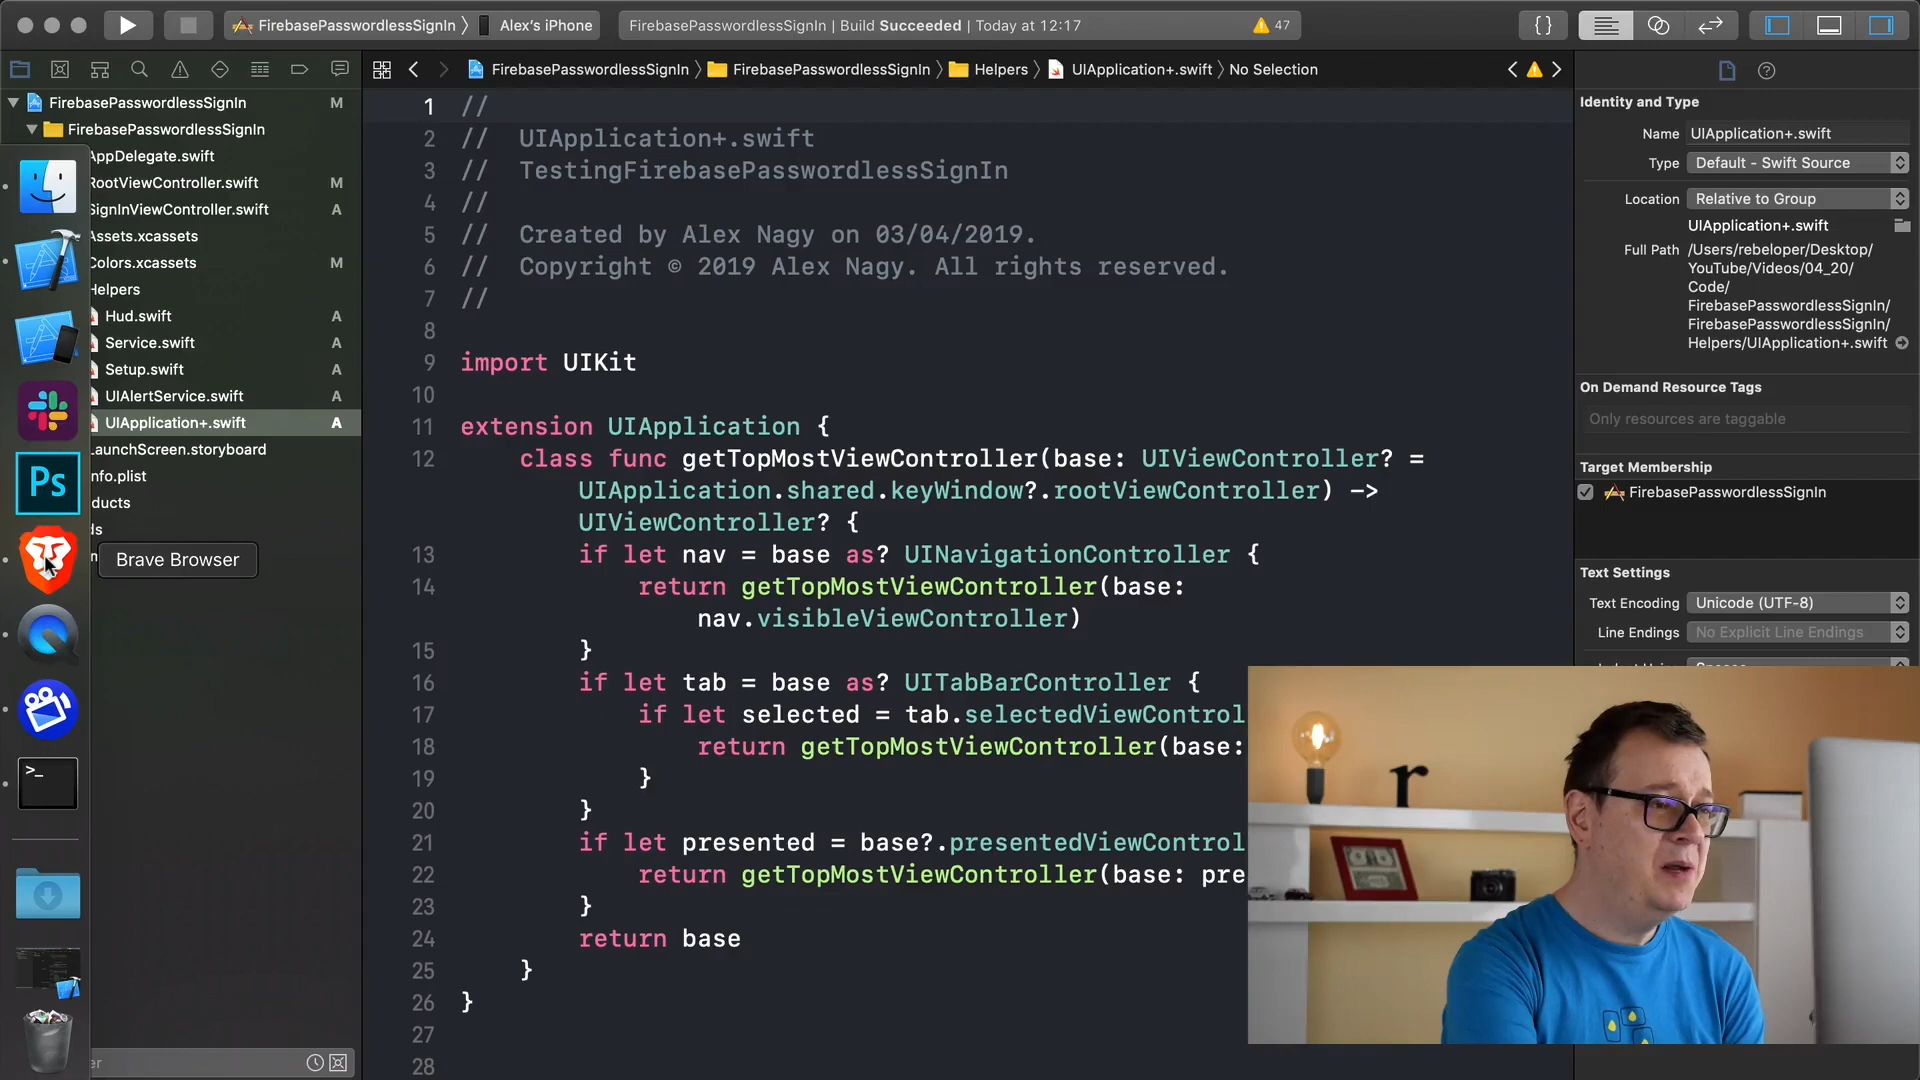 FirebasePasswordlessSignIn 〉 Alex's iPhone
FirebasePasswordlessSignIn | Build Succeeded | Today at 12:17
47
{}
FirebasePasswordlessSignIn 〉 FirebasePasswordlessSignIn 〉 Helpers 〉 UIApplication+.swift 〉 No Selection
FirebasePasswordlessSignIn M
FirebasePasswordlessSignIn
AppDelegate.swift
RootViewController.swift M
SignInViewController.swift A
Assets.xcassets
Colors.xcassets M
Helpers
Hud.swift A
Service.swift A
Setup.swift A
UIAlertService.swift A
UIApplication+.swift A
LaunchScreen.storyboard
nfo.plist
ducts
ds
Ps
Brave Browser
>_
er
1 //
2 //  UIApplication+.swift
3 //  TestingFirebasePasswordlessSignIn
4 //
5 //  Created by Alex Nagy on 03/04/2019.
6 //  Copyright © 2019 Alex Nagy. All rights reserved.
7 //
8
9 import UIKit
10
11 extension UIApplication {
12 class func getTopMostViewController(base: UIViewController? =
UIApplication.shared.keyWindow?.rootViewController) ->
UIViewController? {
13 if let nav = base as? UINavigationController {
14 return getTopMostViewController(base:
nav.visibleViewController)
15 }
16 if let tab = base as? UITabBarController {
17 if let selected = tab.selectedViewControl
18 return getTopMostViewController(base:
19 }
20 }
21 if let presented = base?.presentedViewControl
22 return getTopMostViewController(base: pre
23 }
24 return base
25 }
26 }
27
28
Identity and Type
Name UIApplication+.swift
Type Default - Swift Source
Location Relative to Group
UIApplication+.swift
Full Path /Users/rebeloper/Desktop/
YouTube/Videos/04_20/
Code/
FirebasePasswordlessSignIn/
FirebasePasswordlessSignIn/
Helpers/UIApplication+.swift
On Demand Resource Tags
Only resources are taggable
Target Membership
FirebasePasswordlessSignIn
Text Settings
Text Encoding Unicode (UTF-8)
Line Endings No Explicit Line Endings
r